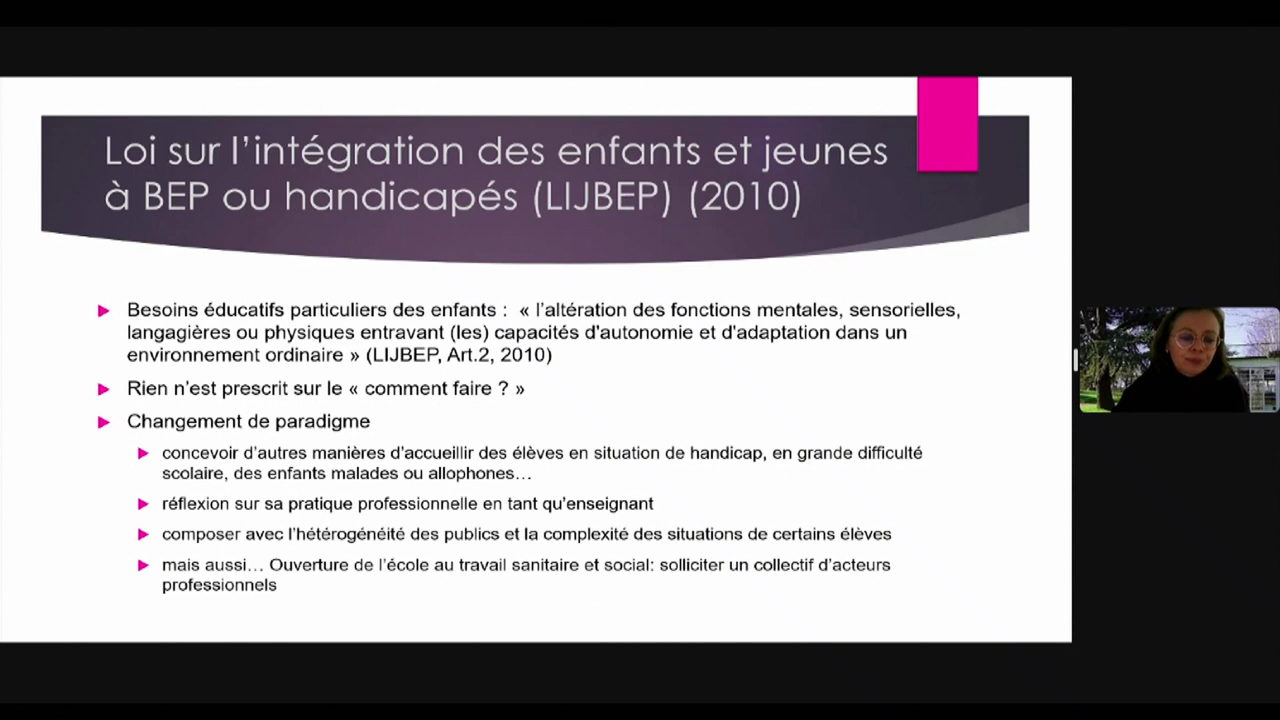 Loi sur l’intégration des enfants et jeunes
à BEP ou handicapés (LIJBEP) (2010)
Besoins éducatifs particuliers des enfants : « l’altération des fonctions mentales, sensorielles,
langagières ou physiques entravant (les) capacités d'autonomie et d'adaptation dans un
environnement ordinaire » (LIJBEP, Art.2, 2010)
Rien n’est prescrit sur le « comment faire ? »
Changement de paradigme
concevoir d’autres manières d’accueillir des élèves en situation de handicap, en grande difficulté
scolaire, des enfants malades ou allophones…
réflexion sur sa pratique professionnelle en tant qu’enseignant
composer avec l’hétérogénéité des publics et la complexité des situations de certains élèves
mais aussi… Ouverture de l’école au travail sanitaire et social: solliciter un collectif d’acteurs
professionnels